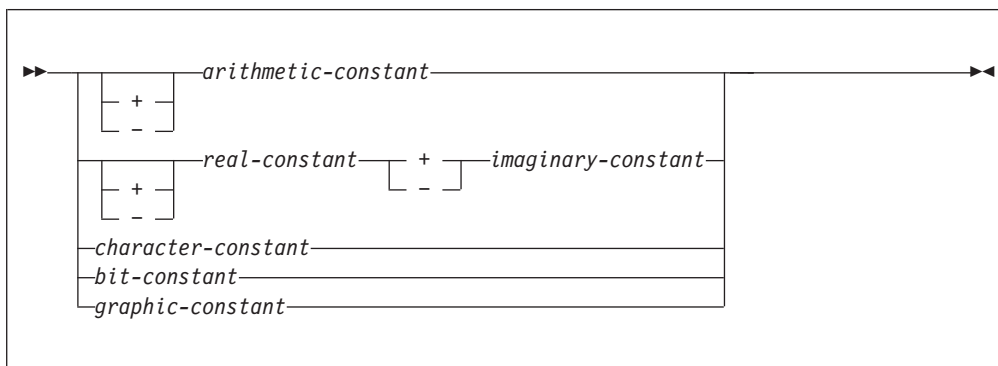 arithmetic-constant
+
–
real-constant + imaginary-constant
+ –
–
character-constant
bit-constant
graphic-constant